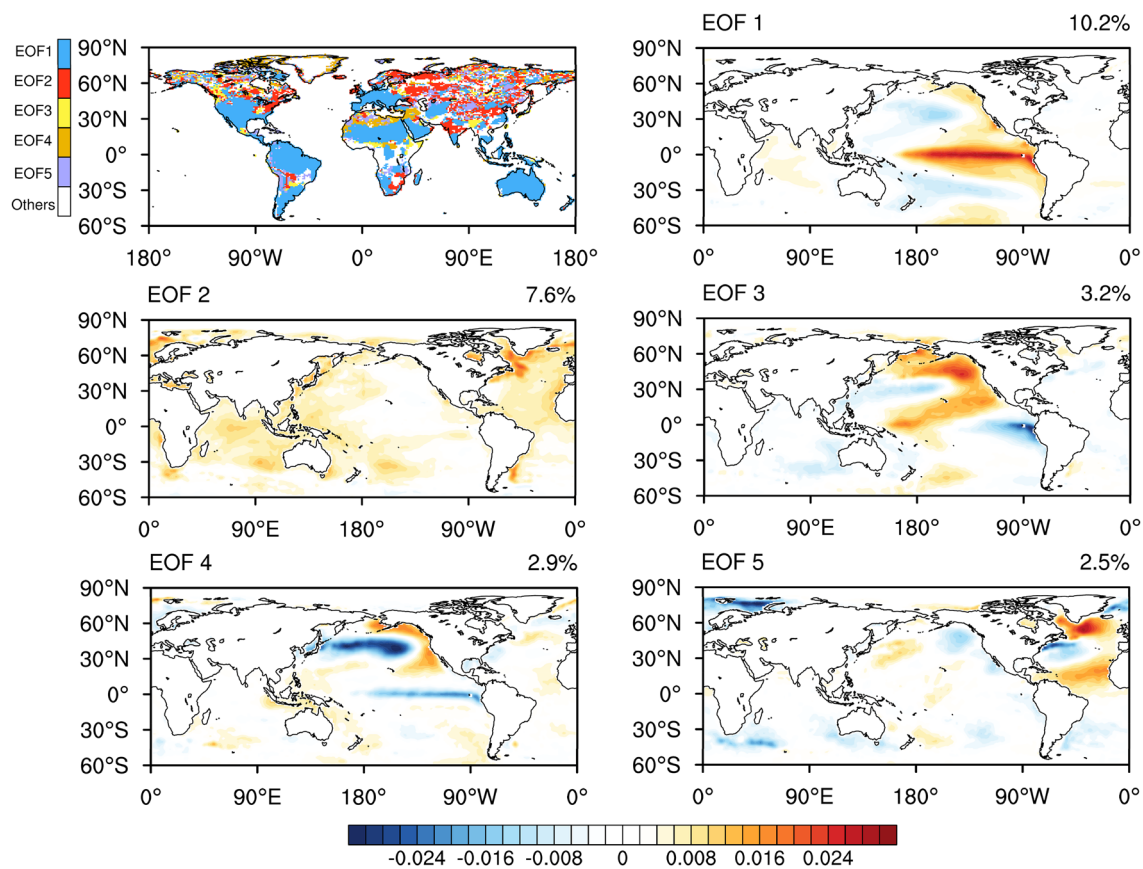 EOF 1 10.2%
EOF1
EOF2
EOF3
EOF4
EOF5
Others
90°N
60°N
30°N
0°
30°S
60°S
180° 90°W 0° 90°E 180°
90°N
60°N
30°N
0°
30°S
60°S
0° 90°E 180° 90°W 0°
EOF 2 7.6%
90°N
60°N
30°N
0°
30°S
60°S
0° 90°E 180° 90°W 0°
EOF 3 3.2%
90°N
60°N
30°N
0°
30°S
60°S
0° 90°E 180° 90°W 0°
EOF 4 2.9%
90°N
60°N
30°N
0°
30°S
60°S
0° 90°E 180° 90°W 0°
EOF 5 2.5%
90°N
60°N
30°N
0°
30°S
60°S
0° 90°E 180° 90°W 0°
-0.024 -0.016 -0.008 0 0.008 0.016 0.024